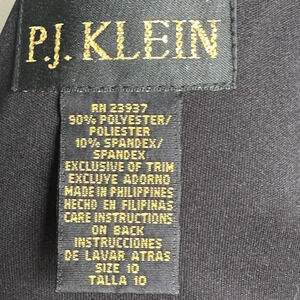 P.J. KLEIN
RN 23937
90% POLYESTER/
POLIESTER
10% SPANDEX/
SPANDEX
EXCLUSIVE OF TRIM
EXCLUYE ADORNO
MADE IN PHILIPPINES
HECHO EN FILIPINAS
CARE INSTRUCTIONS
ON BACK
INSTRUCCIONES
DE LAVAR ATRAS
SIZE 10
TALLA 10